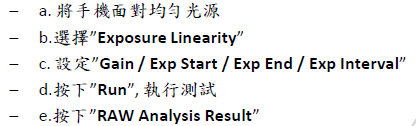 – a. 將手機面對均勻光源
– b.選擇”Exposure Linearity”
– c. 設定”Gain / Exp Start / Exp End / Exp Interval”
– d.按下”Run”, 執行測試
– e.按下”RAW Analysis Result”